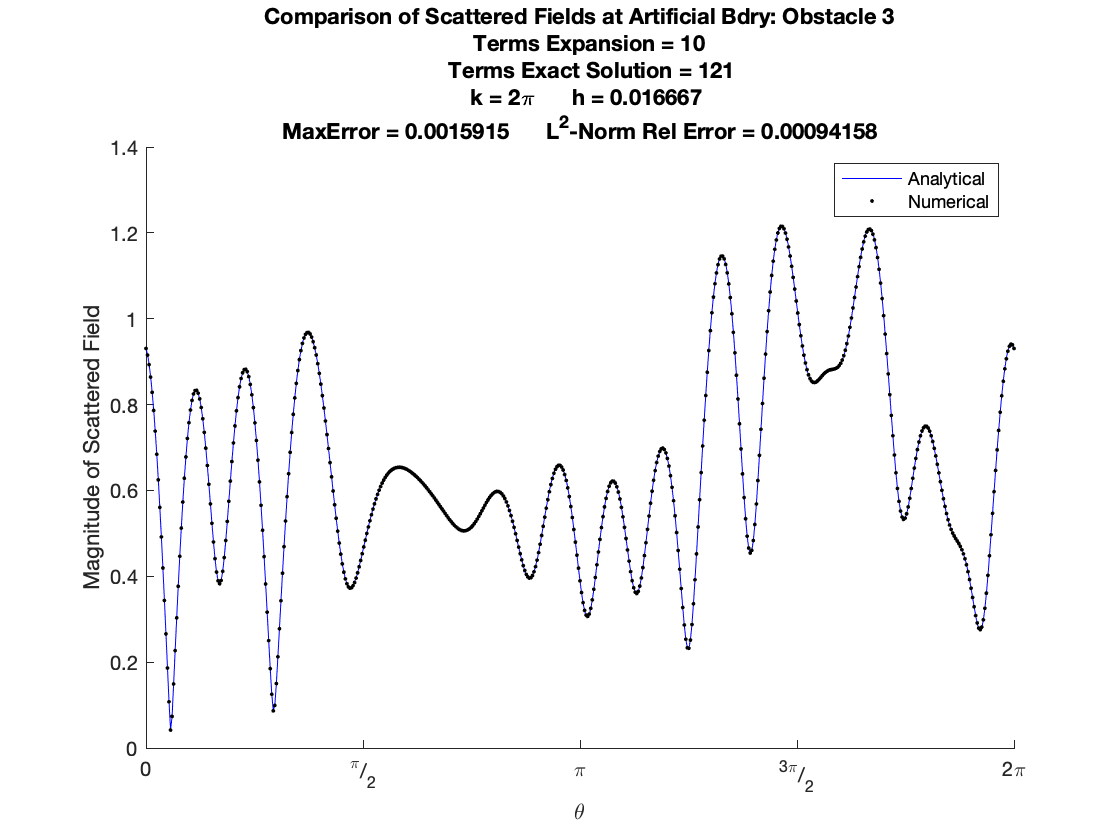 Comparison of Scattered Fields at Artificial Bdry: Obstacle 3
Terms Expansion = 10
Terms Exact Solution = 121
k = 2π h = 0.016667
MaxError = 0.0015915 L²-Norm Rel Error = 0.00094158
Analytical
Numerical
Magnitude of Scattered Field
1.4
1.2
1
0.8
0.6
0.4
0.2
0
0 π/2 π 3π/2 2π
θ